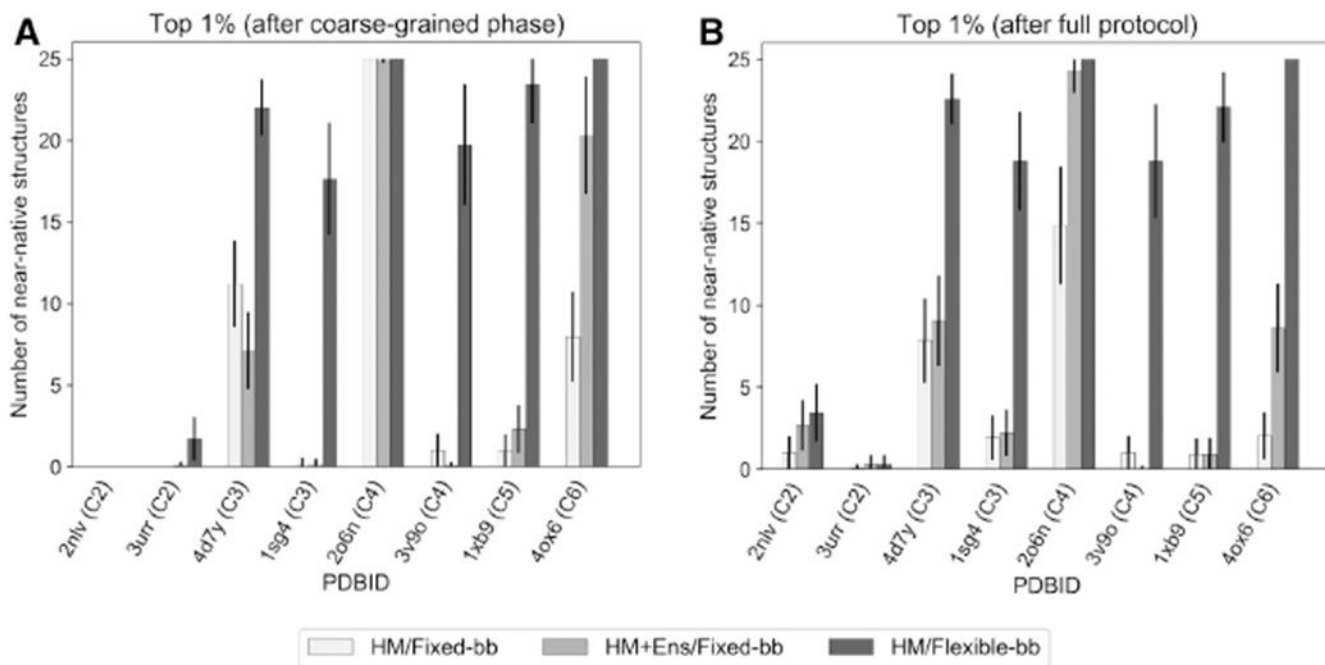 A
Top 1% (after coarse-grained phase)
Number of near-native structures
25
20
15
10
5
0
2nlv (C2)
3urr (C2)
4d7y (C3)
1sg4 (C3)
2o6n (C4)
3v9o (C4)
1xb9 (C5)
4ox6 (C6)
PDBID
B
Top 1% (after full protocol)
Number of near-native structures
25
20
15
10
5
0
2nlv (C2)
3urr (C2)
4d7y (C3)
1sg4 (C3)
2o6n (C4)
3v9o (C4)
1xb9 (C5)
4ox6 (C6)
PDBID
HM/Fixed-bb
HM+Ens/Fixed-bb
HM/Flexible-bb